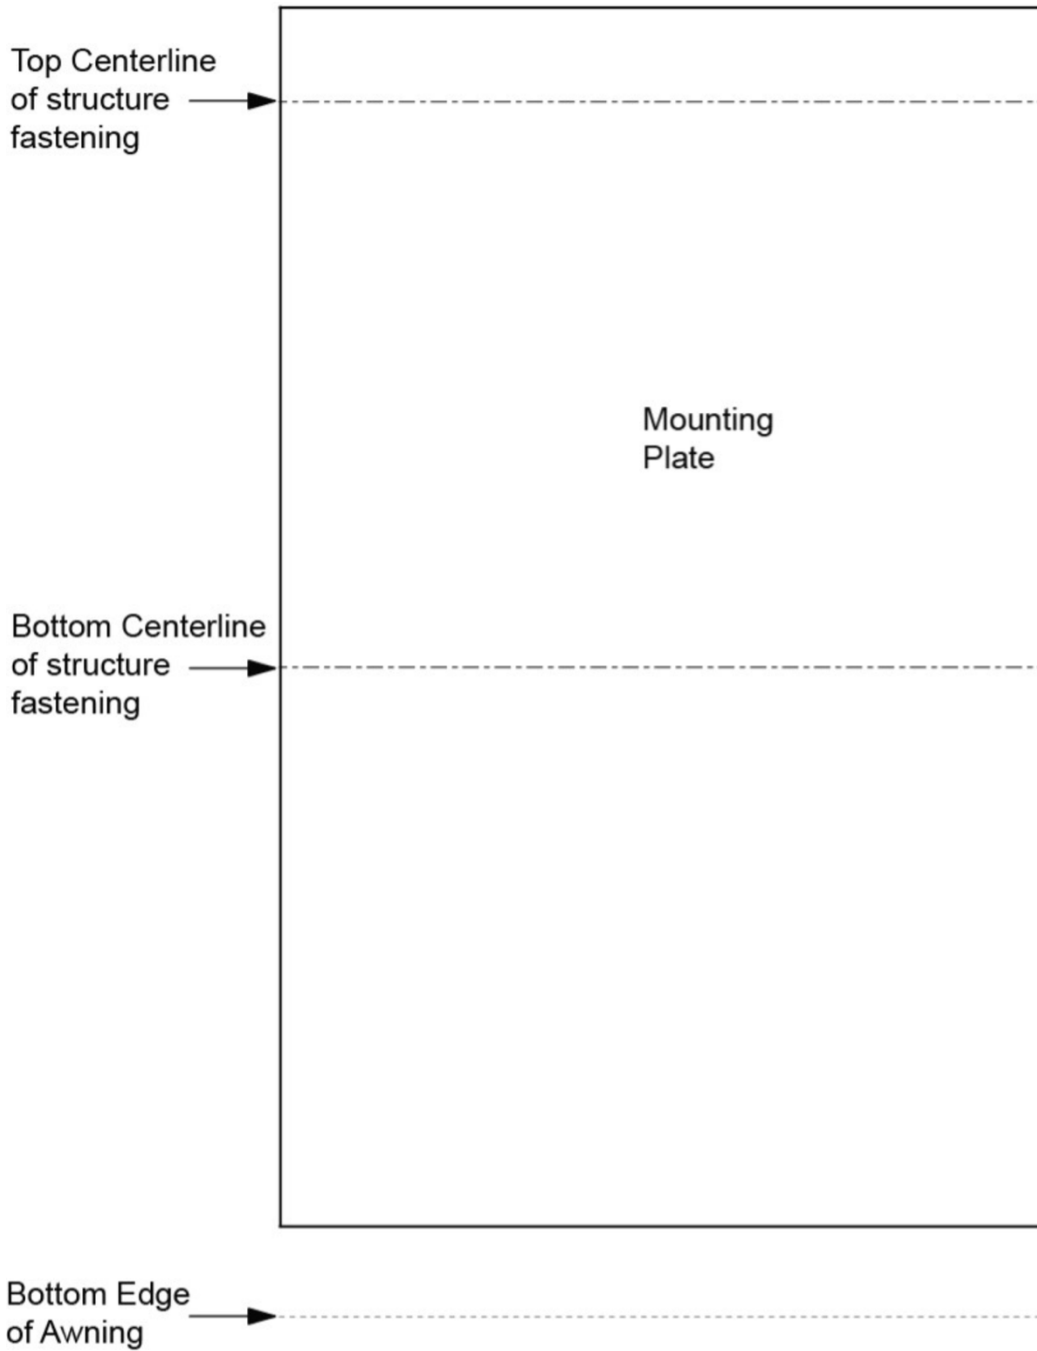 Top Centerline
of structure
fastening
Mounting
Plate
Bottom Centerline
of structure
fastening
Bottom Edge
of Awning